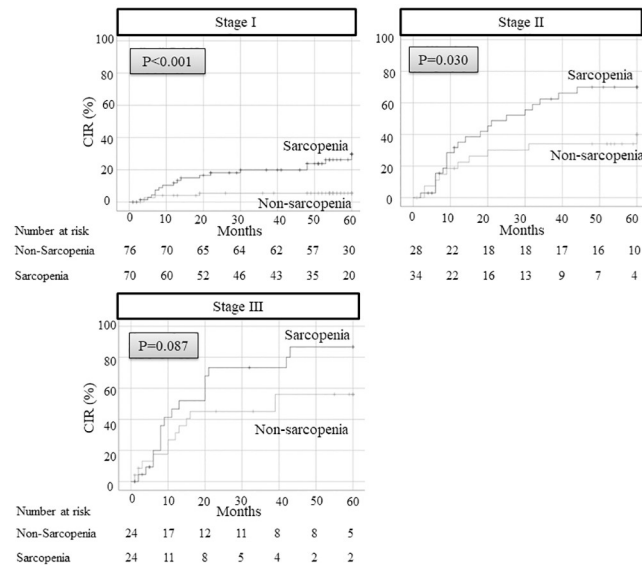 Stage I
P<0.001
CIR (%)
100
80
60
40
20
0
Sarcopenia
Non-sarcopenia
0 10 20 30 40 50 60
Number at risk
Months
Non-Sarcopenia 76 70 65 64 62 57 30
Sarcopenia 70 60 52 46 43 35 20
Stage II
P=0.030
100
80
60
40
20
0
Sarcopenia
Non-sarcopenia
0 10 20 30 40 50 60
Months
28 22 18 18 17 16 10
34 22 16 13 9 7 4
Stage III
P=0.087
CIR (%)
100
80
60
40
20
0
Sarcopenia
Non-sarcopenia
0 10 20 30 40 50 60
Number at risk
Months
Non-Sarcopenia 24 17 12 11 8 8 5
Sarcopenia 24 11 8 5 4 2 2